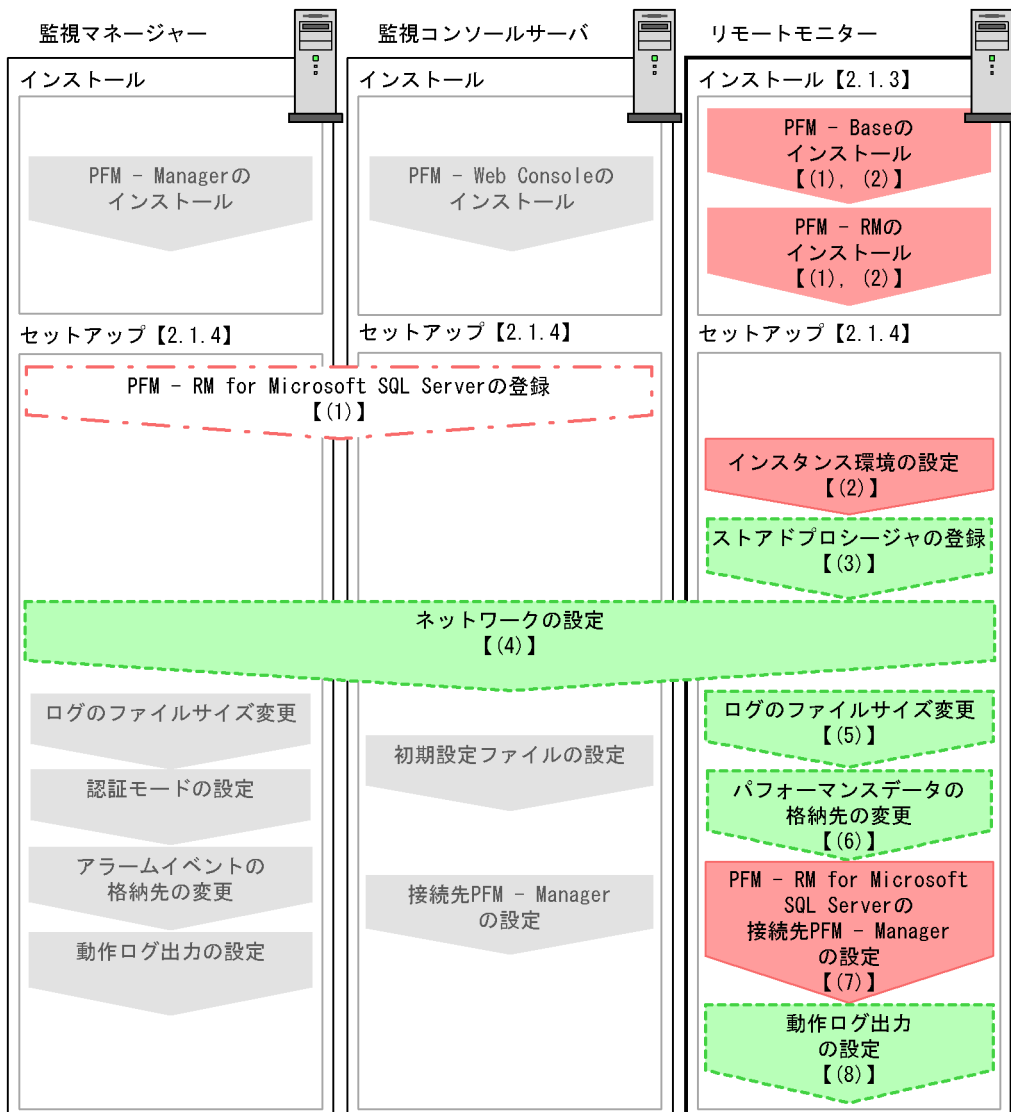 監視マネージャー
監視コンソールサーバ
リモートモニター
インストール
インストール
インストール【2.1.3】
PFM - Managerの
インストール
PFM - Web Consoleの
インストール
PFM - Baseの
インストール
【(1), (2)】
PFM - RMの
インストール
【(1), (2)】
セットアップ【2.1.4】
セットアップ【2.1.4】
セットアップ【2.1.4】
PFM - RM for Microsoft SQL Serverの登録
【(1)】
インスタンス環境の設定
【(2)】
ストアドプロシージャの登録
【(3)】
ネットワークの設定
【(4)】
ログのファイルサイズ変更
認証モードの設定
アラームイベントの
格納先の変更
動作ログ出力の設定
初期設定ファイルの設定
接続先PFM - Manager
の設定
ログのファイルサイズ変更
【(5)】
パフォーマンスデータの
格納先の変更
【(6)】
PFM - RM for Microsoft
SQL Serverの
接続先PFM - Manager
の設定
【(7)】
動作ログ出力
の設定
【(8)】